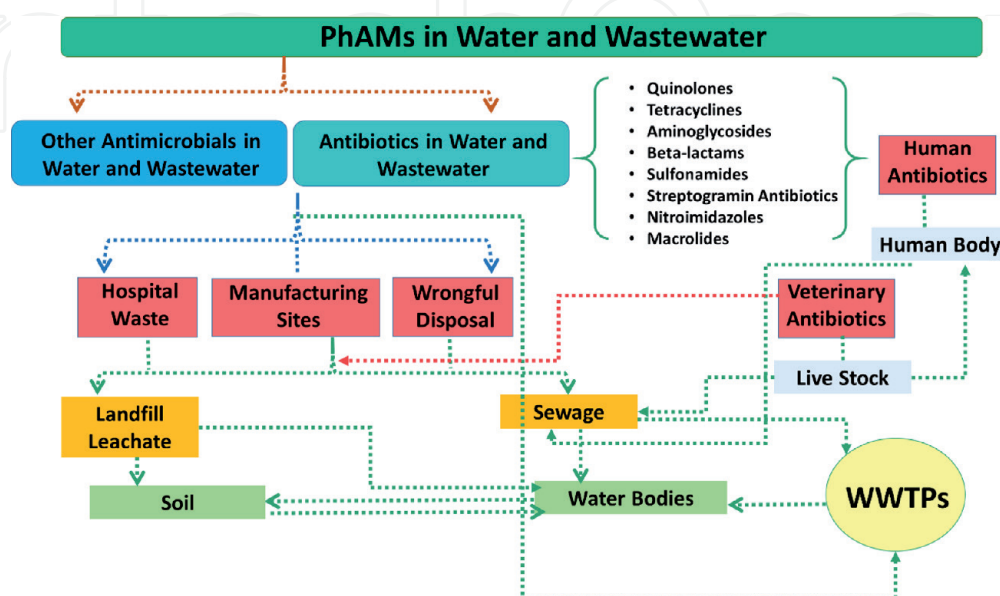 PhAMs in Water and Wastewater
Other Antimicrobials in
Water and Wastewater
Antibiotics in Water and
Wastewater
• Quinolones
• Tetracyclines
• Aminoglycosides
• Beta-lactams
• Sulfonamides
• Streptogramin Antibiotics
• Nitroimidazoles
• Macrolides
Human
Antibiotics
Human Body
Hospital
Waste
Manufacturing
Sites
Wrongful
Disposal
Veterinary
Antibiotics
Live Stock
Landfill
Leachate
Sewage
Soil
Water Bodies
WWTPs